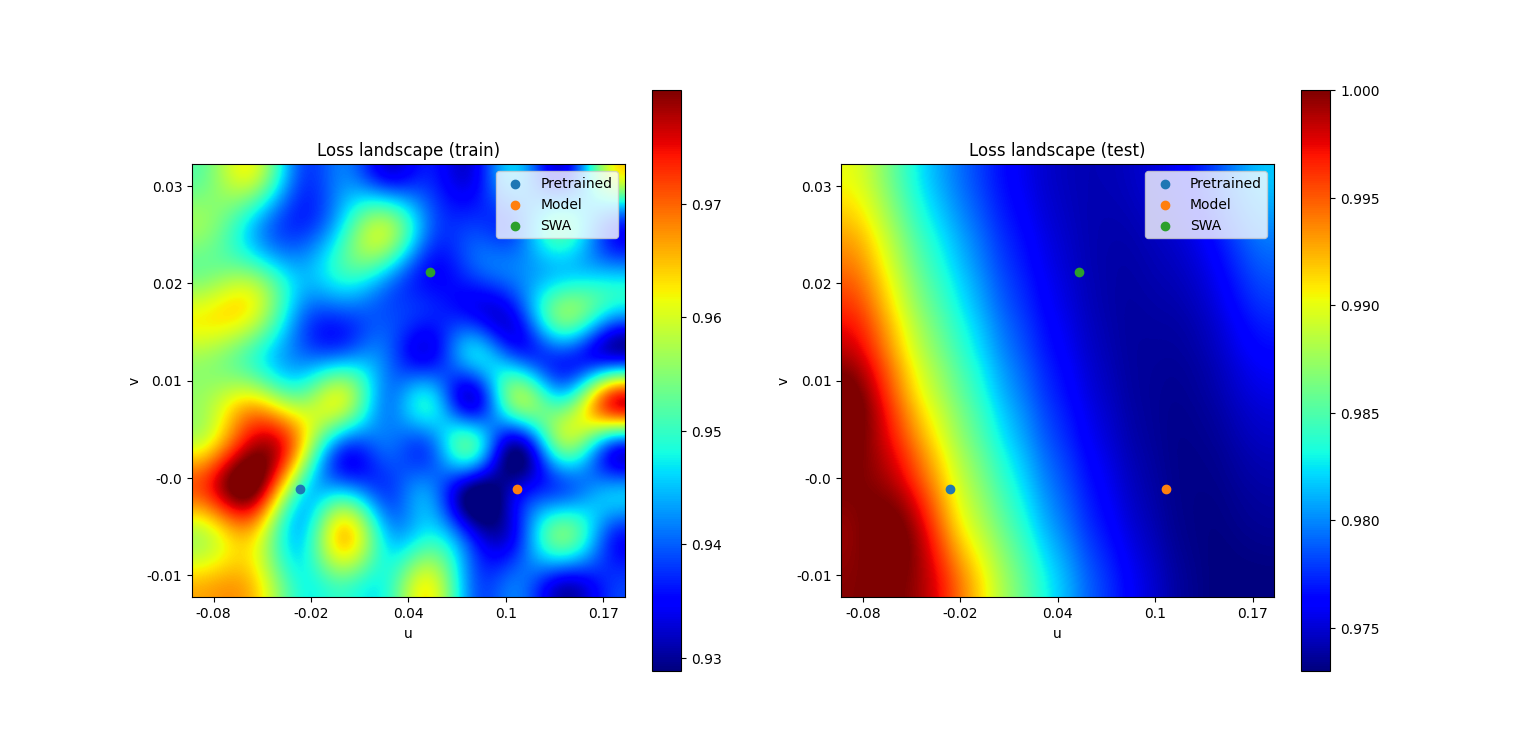 Loss landscape (train)
Pretrained
Model
SWA
v
0.03
0.02
0.01
-0.0
-0.01
-0.08
-0.02
0.04
0.1
0.17
u
0.97
0.96
0.95
0.94
0.93
Loss landscape (test)
Pretrained
Model
SWA
v
0.03
0.02
0.01
-0.0
-0.01
-0.08
-0.02
0.04
0.1
0.17
u
1.000
0.995
0.990
0.985
0.980
0.975